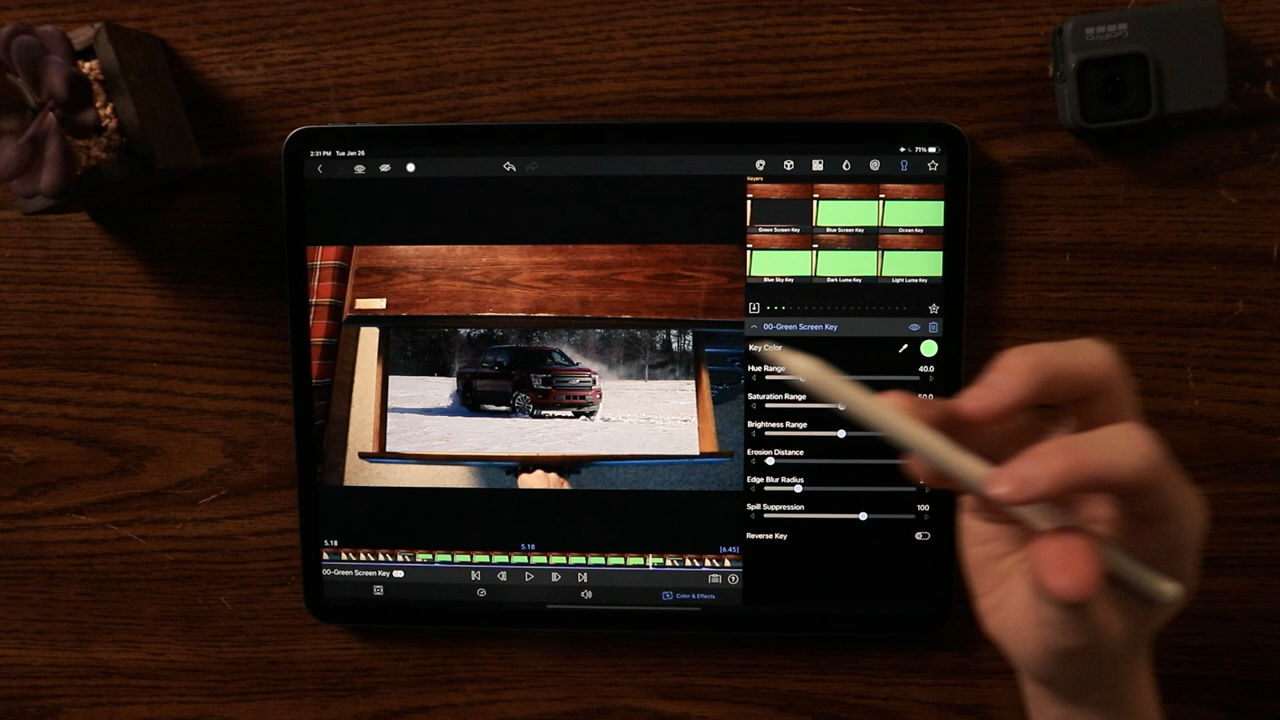 GoPro
2:31 PM Tue Jan 26
71%
Keyers
Green Screen Key
Blue Screen Key
Ocean Key
Blue Sky Key
Dark Luma Key
Light Luma Key
00-Green Screen Key
Key Color
Hue Range
40.0
Saturation Range
50.0
Brightness Range
Erosion Distance
Edge Blur Radius
Spill Suppression
100
Reverse Key
5.18
5.18
[6.45]
00-Green Screen Key
Color & Effects